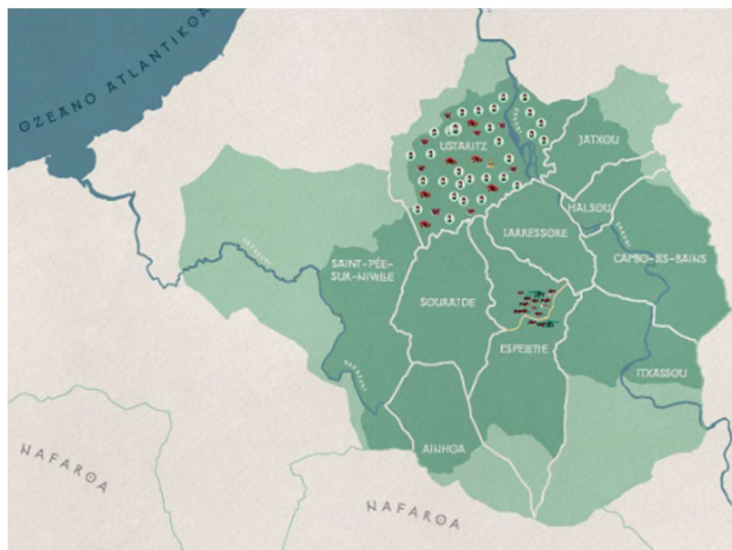 OZEANO ATLANTIKOA
USTARITZ
JATXOU
HALSOU
LARRESSORE
CAMBO-LES-BAINS
SAINT-PÉE-
SUR-NIVELLE
SOURAIDE
ESPELETTE
ITXASSOU
AINHOA
NAFAROA
NAFAROA